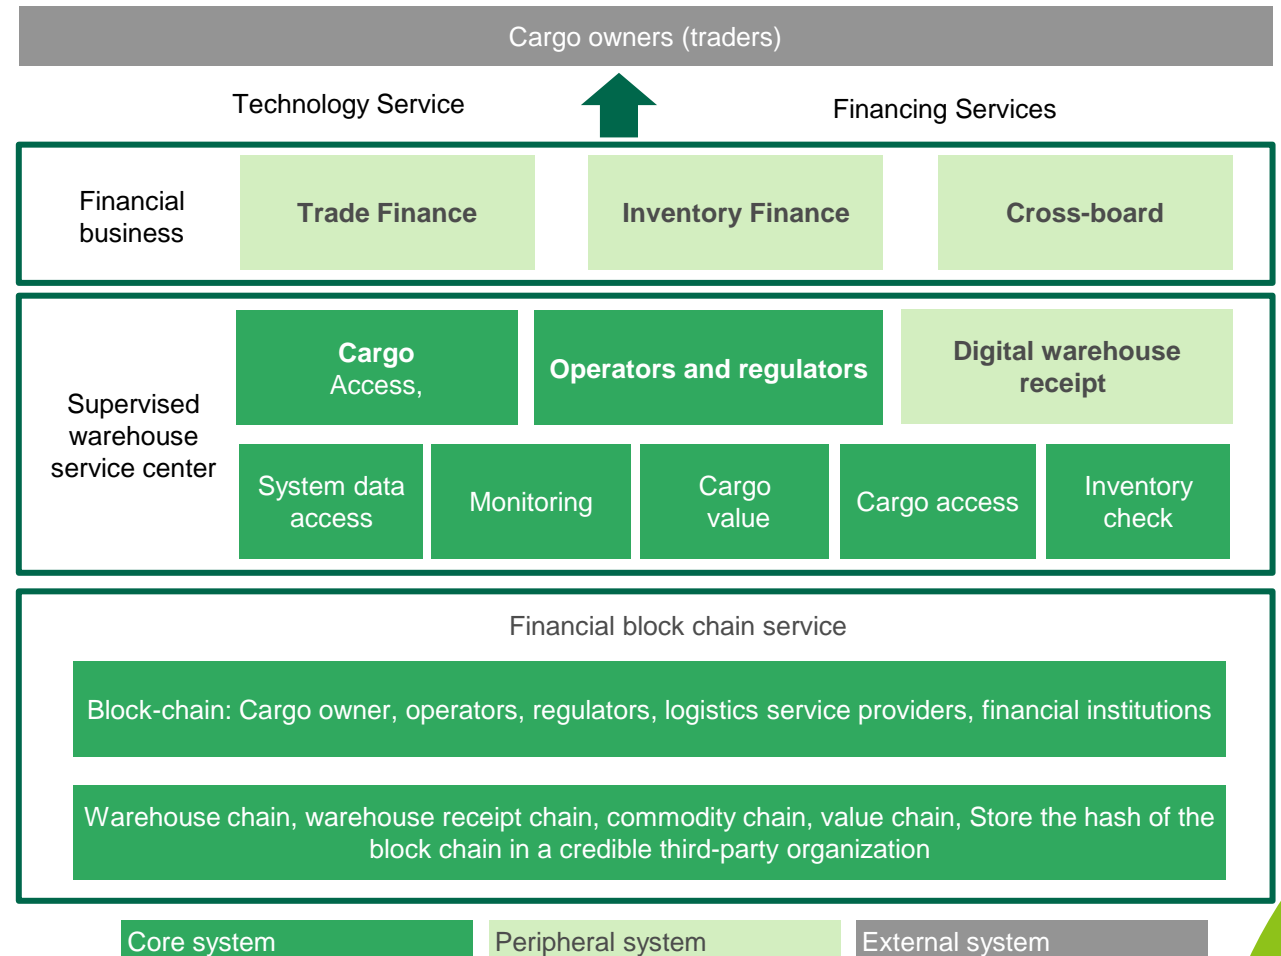 Cargo owners (traders)
Technology Service
Financing Services
Financial
business
Trade Finance
Inventory Finance
Cross-board
Supervised
warehouse
service center
Cargo
Access,
Operators and regulators
Digital warehouse
receipt
System data
access
Monitoring
Cargo
value
Cargo access
Inventory
check
Financial block chain service
Block-chain: Cargo owner, operators, regulators, logistics service providers, financial institutions
Warehouse chain, warehouse receipt chain, commodity chain, value chain, Store the hash of the
block chain in a credible third-party organization
Core system
Peripheral system
External system